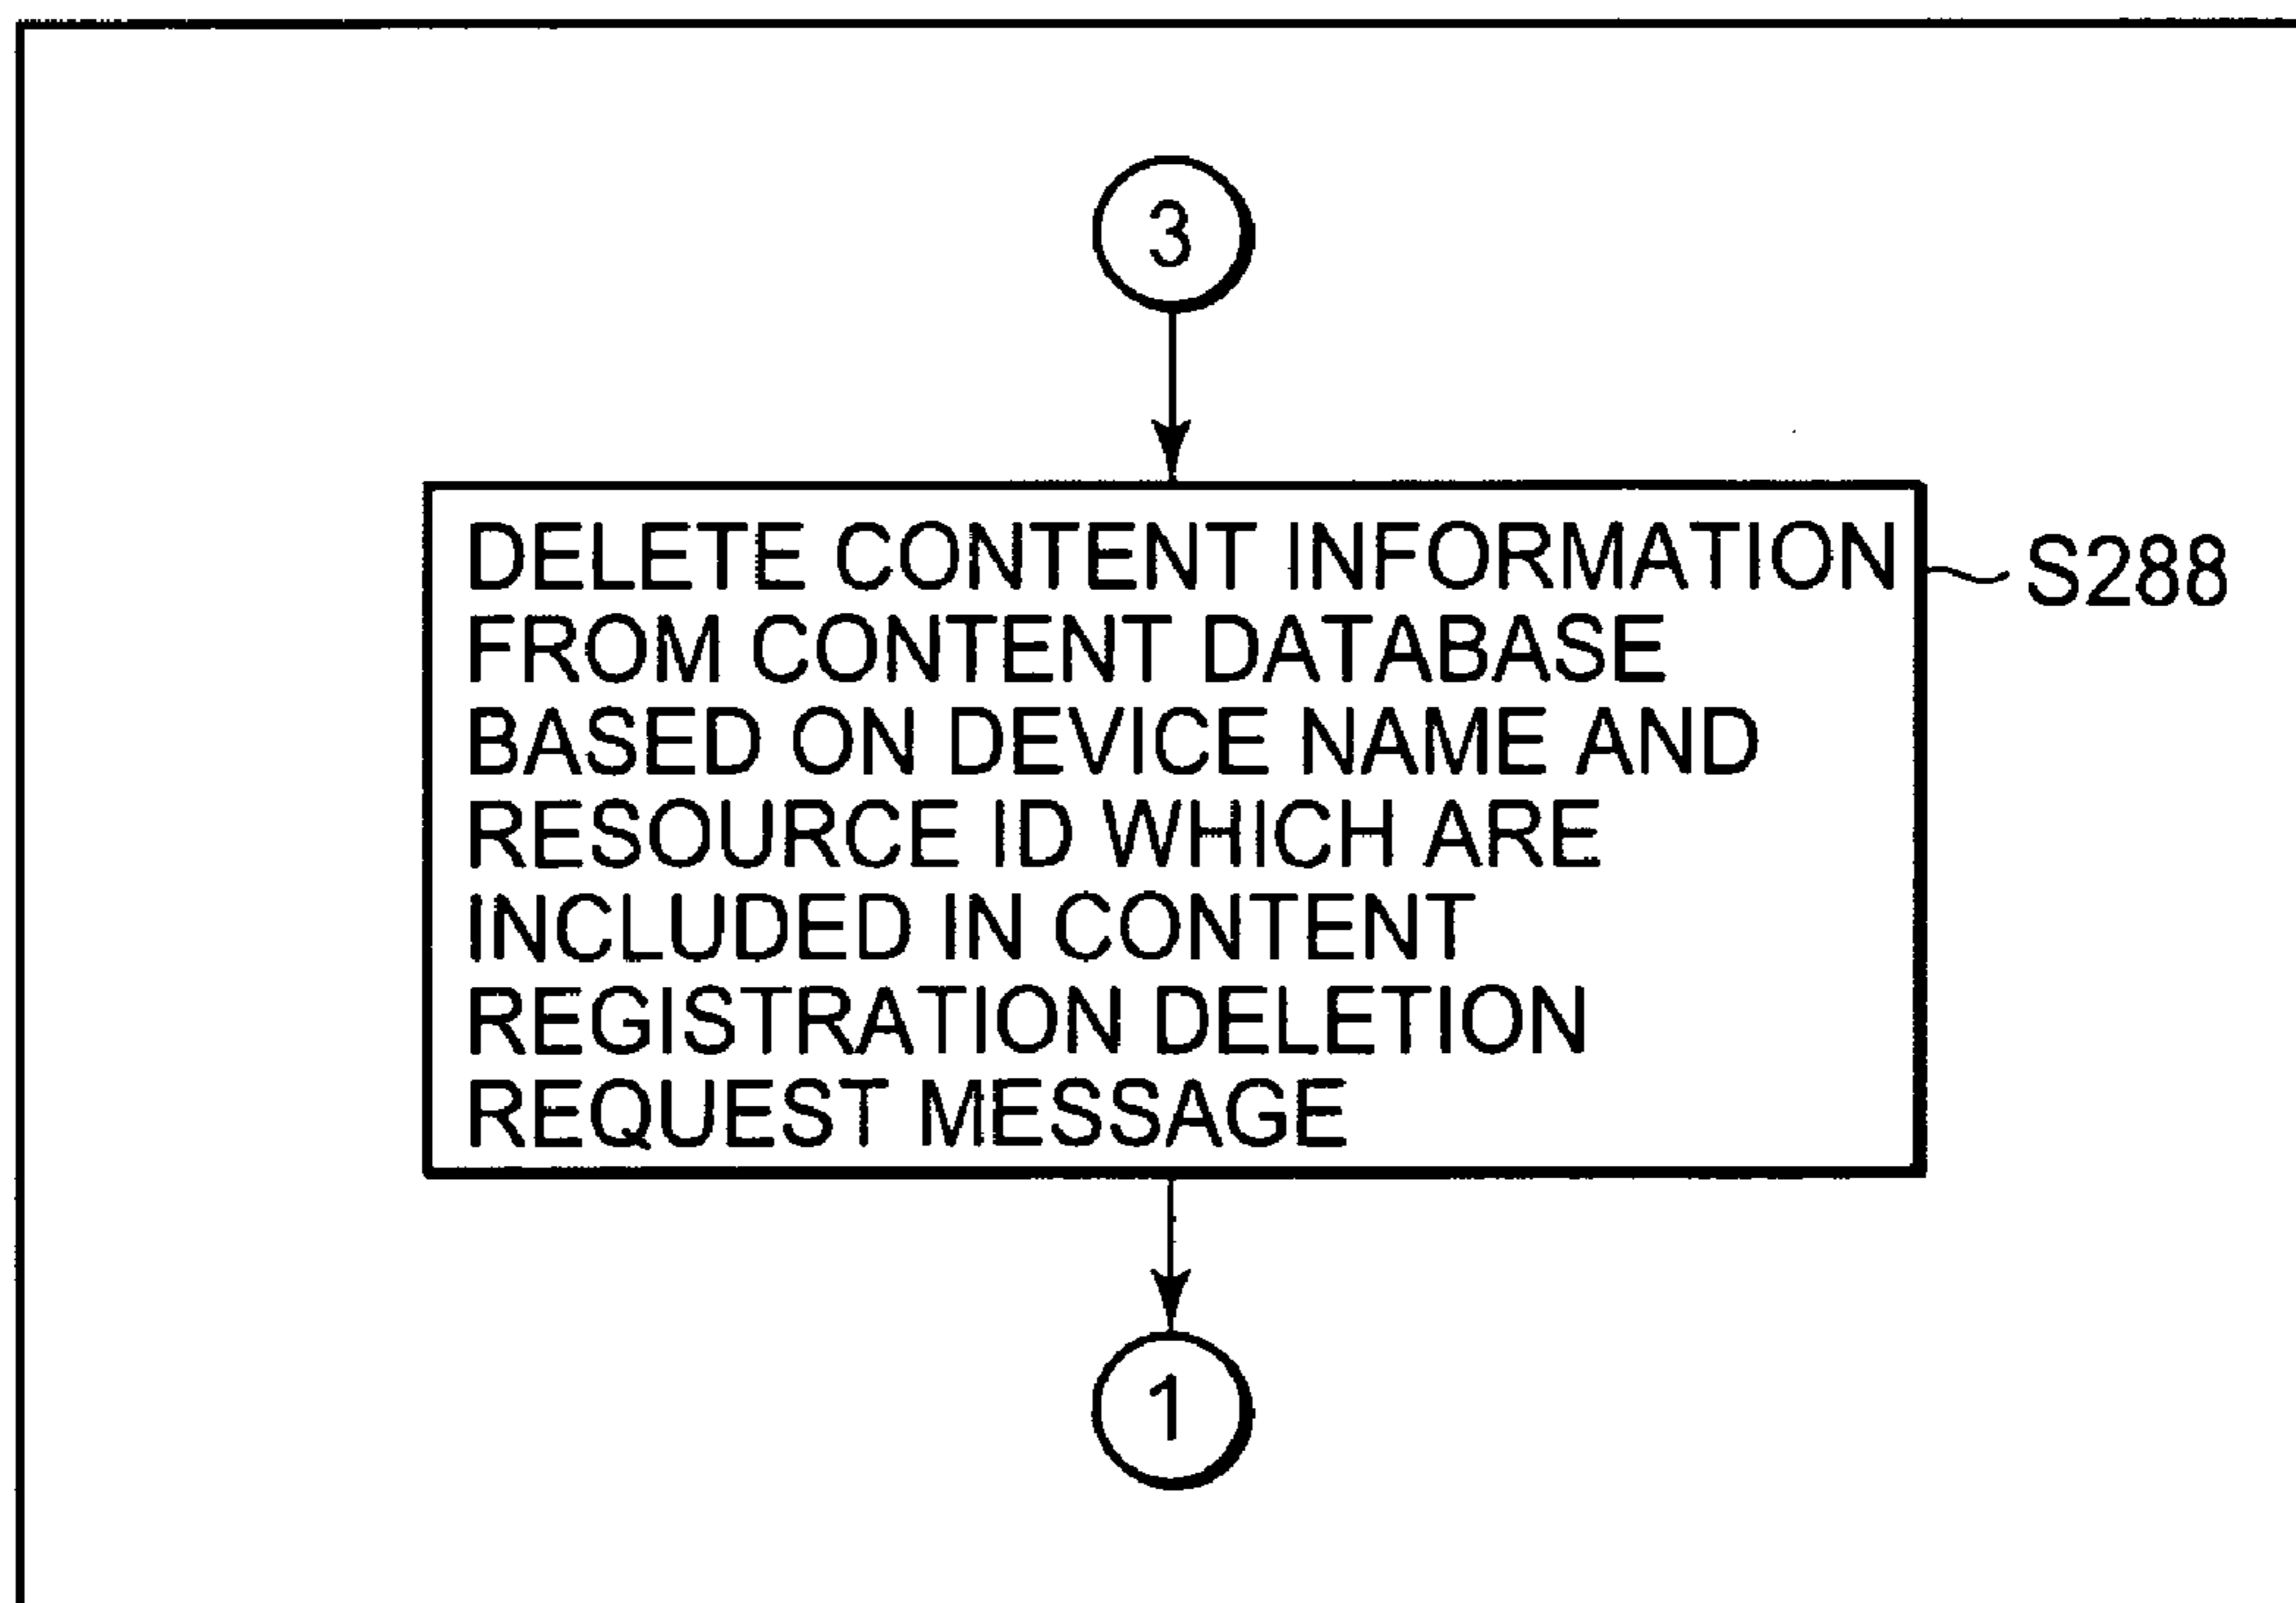 3
DELETE CONTENT INFORMATION
FROM CONTENT DATABASE
BASED ON DEVICE NAME AND
RESOURCE ID WHICH ARE
INCLUDED IN CONTENT
REGISTRATION DELETION
REQUEST MESSAGE
S288
1